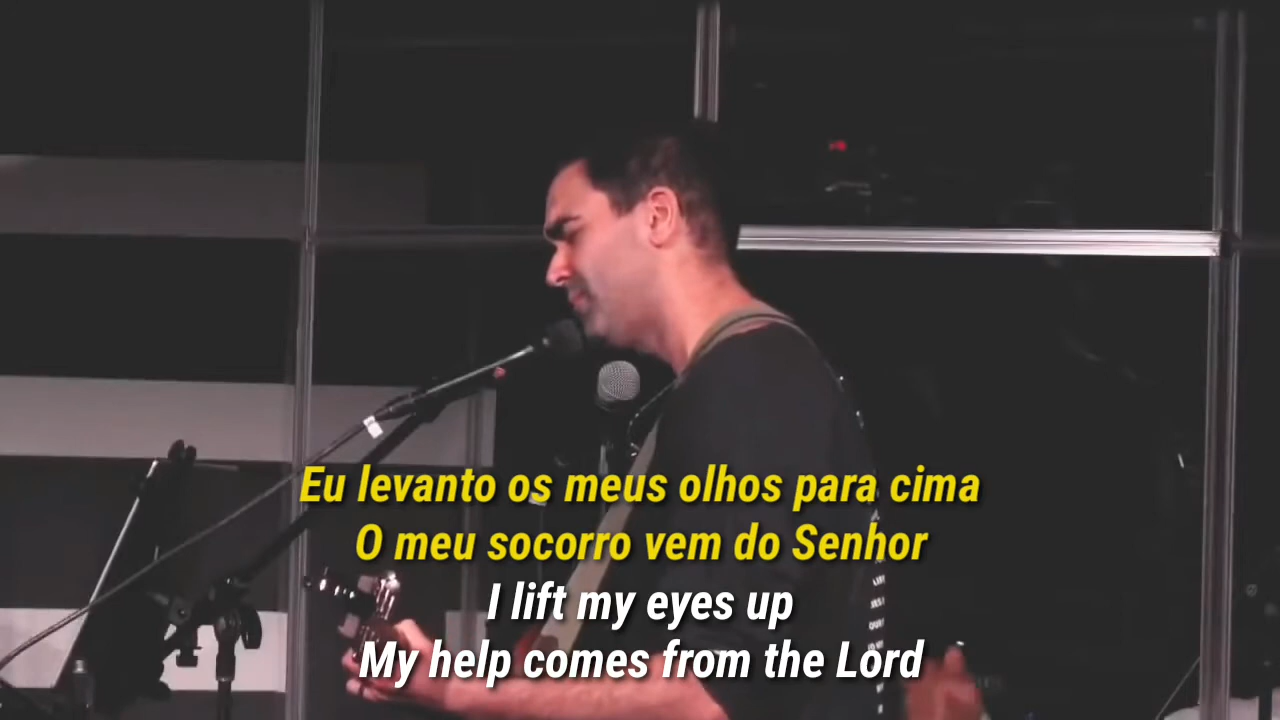 Eu levanto os meus olhos para cima
O meu socorro vem do Senhor
I lift my eyes up
My help comes from the Lord